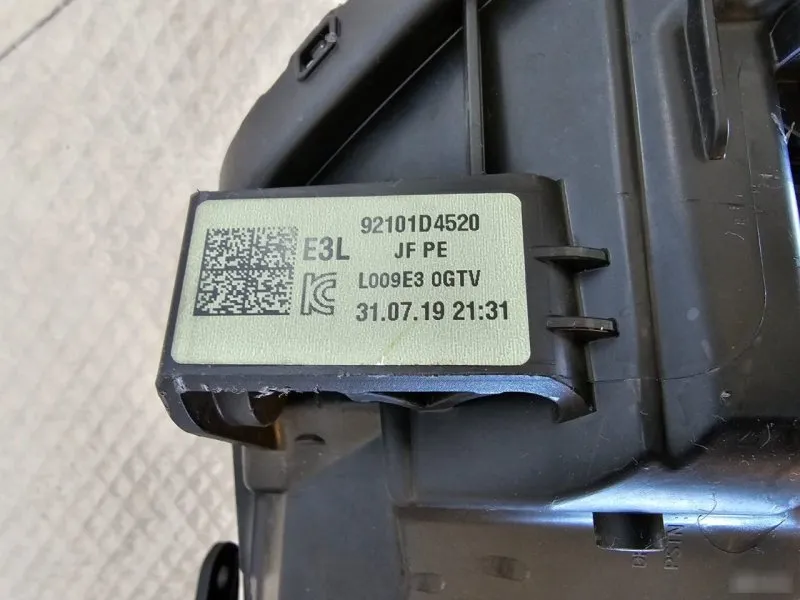 92101D4520
E3L
JF PE
L009E3 0GTV
31.07.19 21:31